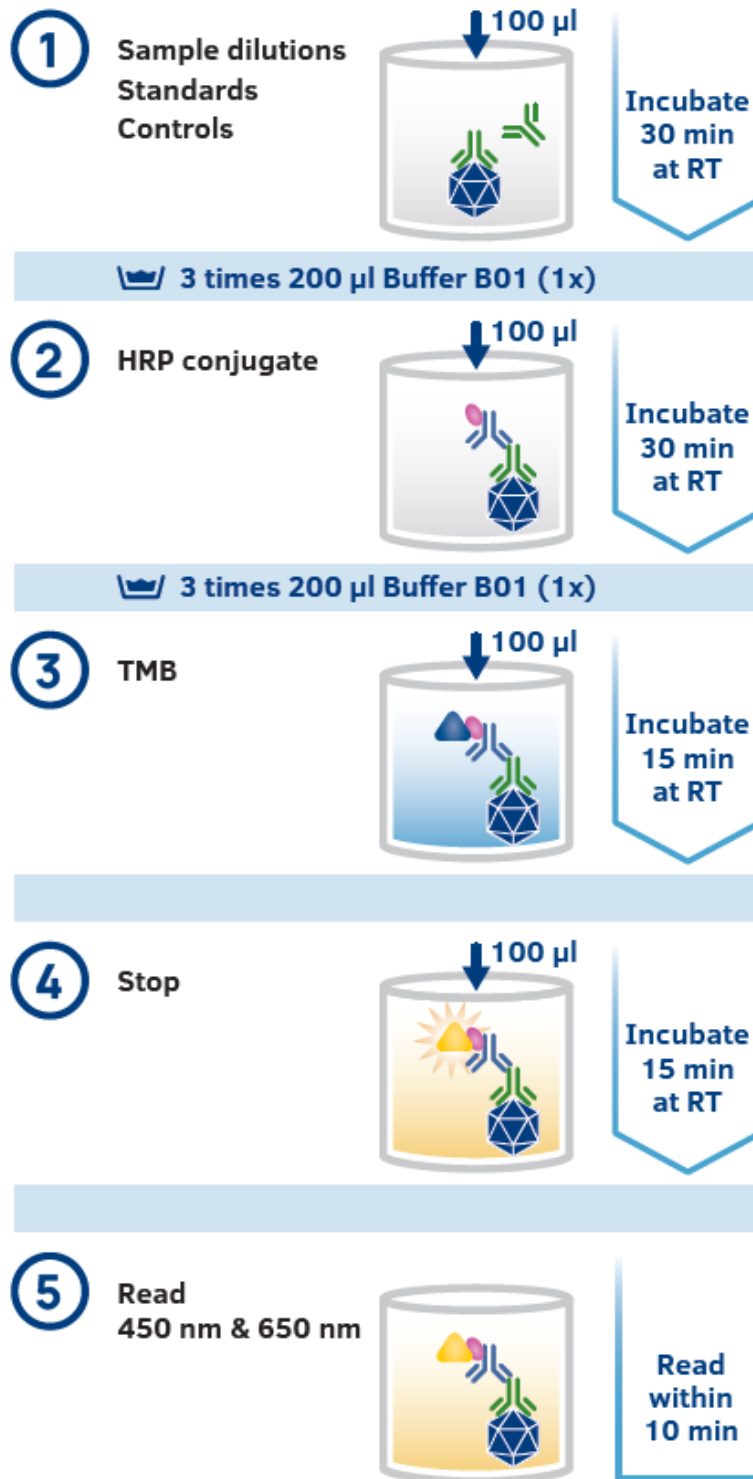 1
Sample dilutions
Standards
Controls
100 µl
Incubate
30 min
at RT
3 times 200 µl Buffer B01 (1x)
2
HRP conjugate
100 µl
Incubate
30 min
at RT
3 times 200 µl Buffer B01 (1x)
3
TMB
100 µl
Incubate
15 min
at RT
4
Stop
100 µl
Incubate
15 min
at RT
5
Read
450 nm & 650 nm
Read
within
10 min